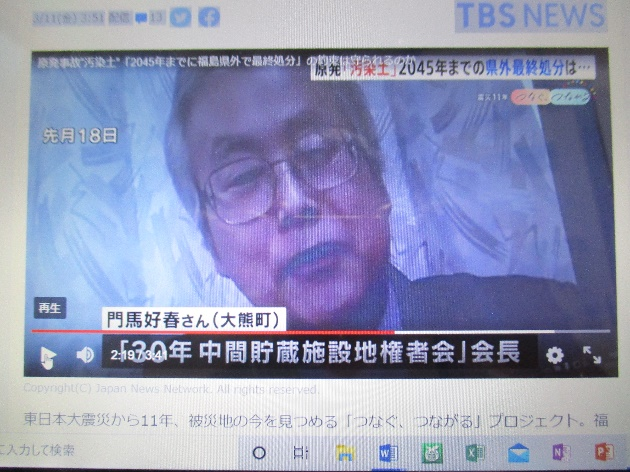 3/11(金) 3:51 配信 13
TBS NEWS
原発事故"汚染土"「2045年までに福島県外で最終処分」の約束は守られるのか
原発「汚染土」2045年までの県外最終処分は…
震災11年 つなぐ、つながる
先月18日
再生
門馬好春さん(大熊町)
2:19 / 3:41
「30年 中間貯蔵施設地権者会」会長
Copyright(C) Japan News Network. All rights reserved.
東日本大震災から11年、被災地の今を見つめる「つなぐ、つながる」プロジェクト。福
に入力して検索